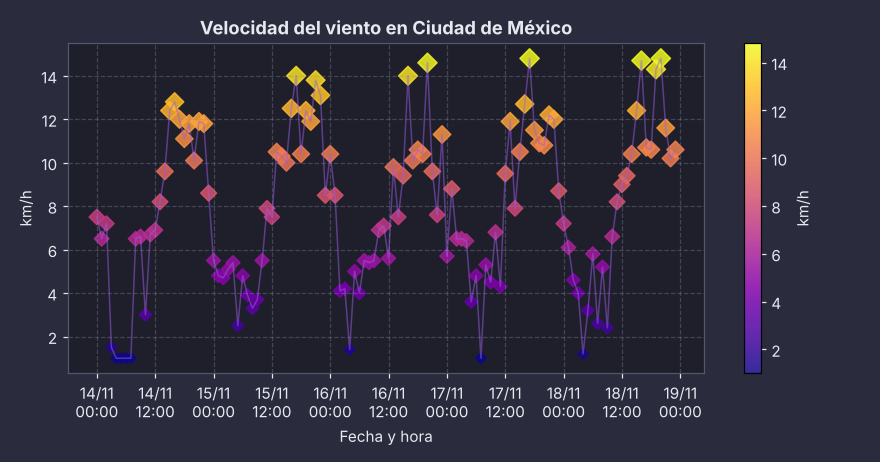 Velocidad del viento en Ciudad de México
km/h
14
12
10
8
6
4
2
14/11 14/11 15/11 15/11 16/11 16/11 17/11 17/11 18/11 18/11 19/11
00:00 12:00 00:00 12:00 00:00 12:00 00:00 12:00 00:00 12:00 00:00
Fecha y hora
14
12
10
8
6
4
2
km/h